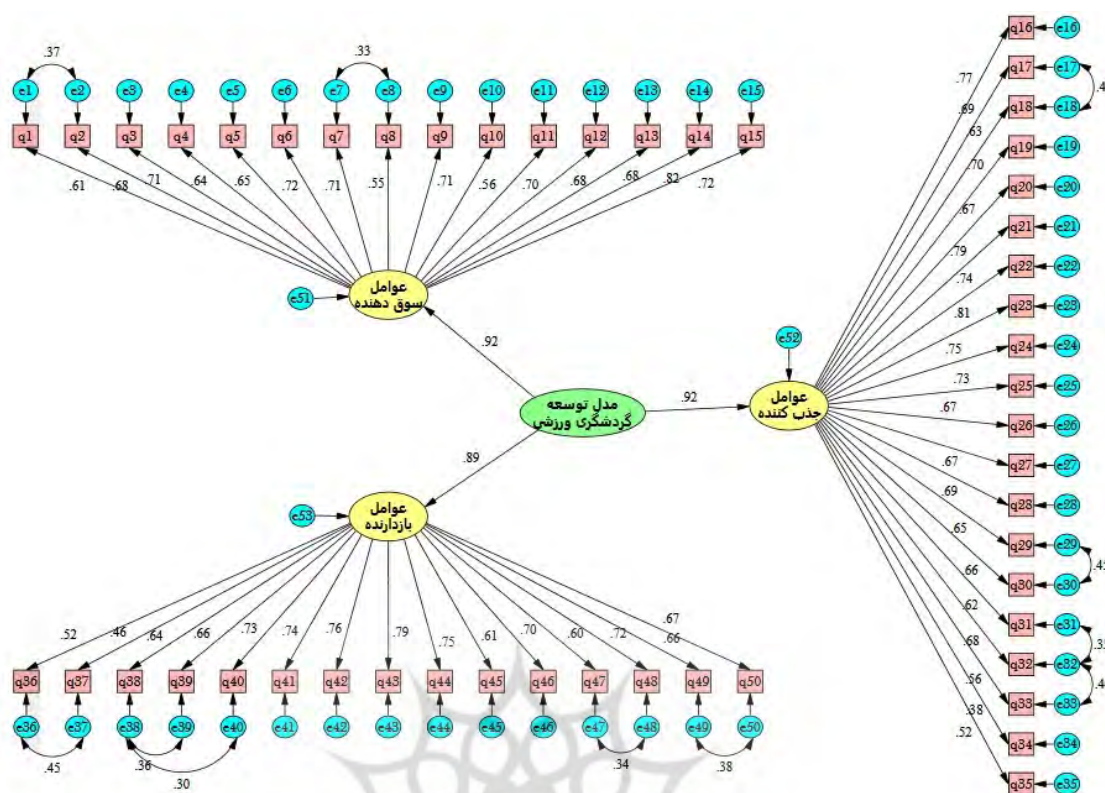 .37 .33
e1 e2 e3 e4 e5 e6 e7 e8 e9 e10 e11 e12 e13 e14 e15
q1 q2 q3 q4 q5 q6 q7 q8 q9 q10 q11 q12 q13 q14 q15
.61 .68 .71 .64 .65 .72 .71 .55 .71 .56 .70 .68 .68 .82 .72
عوامل
سوق دهنده
e51
.92
مدل توسعه
گردشگری ورزشی
.92
.89
e52
عوامل
جذب کننده
.77 .69 .63 .70 .67 .79 .74 .81 .75 .73 .67 .67 .69 .65 .66 .62 .68 .56 .38 .52
q16 e16
q17 e17
q18 e18
q19 e19
q20 e20
q21 e21
q22 e22
q23 e23
q24 e24
q25 e25
q26 e26
q27 e27
q28 e28
q29 e29
.45
q30 e30
q31 e31
q32 e32
q33 e33
q34 e34
q35 e35
e53
عوامل
بازدارنده
.52 .46 .64 .66 .73 .74 .76 .79 .75 .61 .70 .60 .72 .66 .67
q36 q37 q38 q39 q40 q41 q42 q43 q44 q45 q46 q47 q48 q49 q50
e36 e37 e38 e39 e40 e41 e42 e43 e44 e45 e46 e47 e48 e49 e50
.45 .36 .30 .34 .38